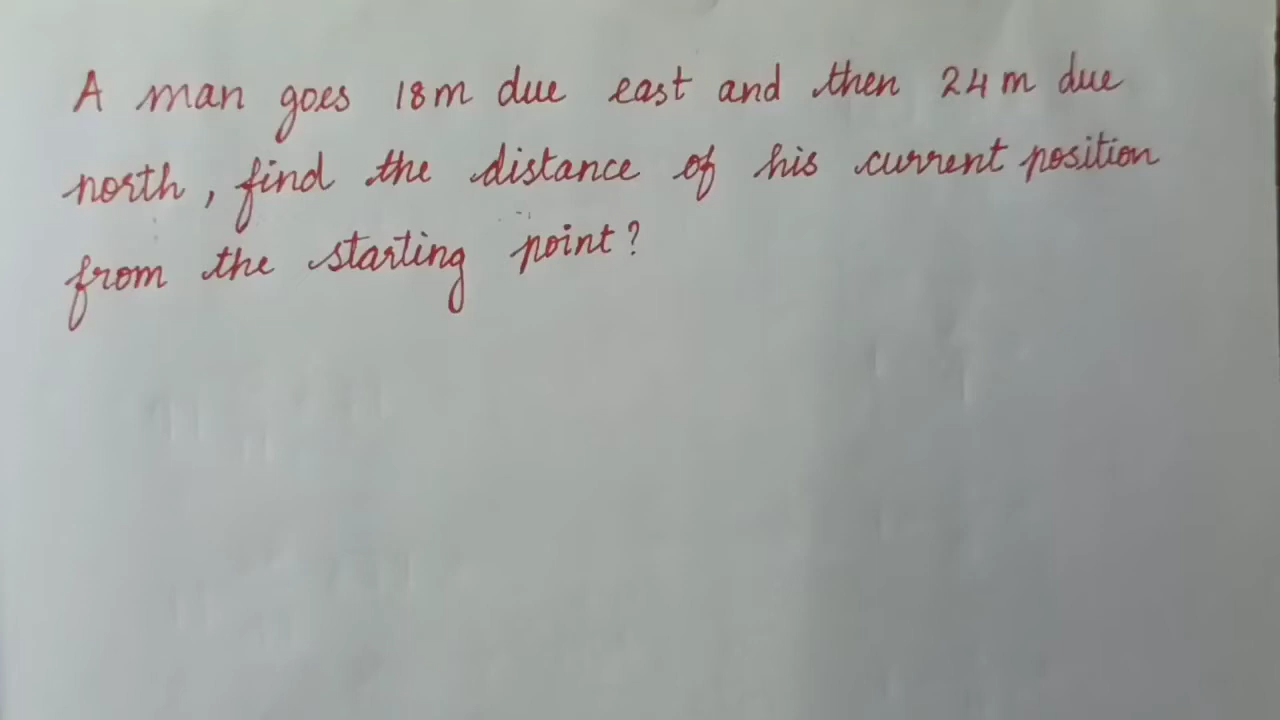 A man goes 18m due east and then 24m due
north, find the distance of his current position
from the starting point?